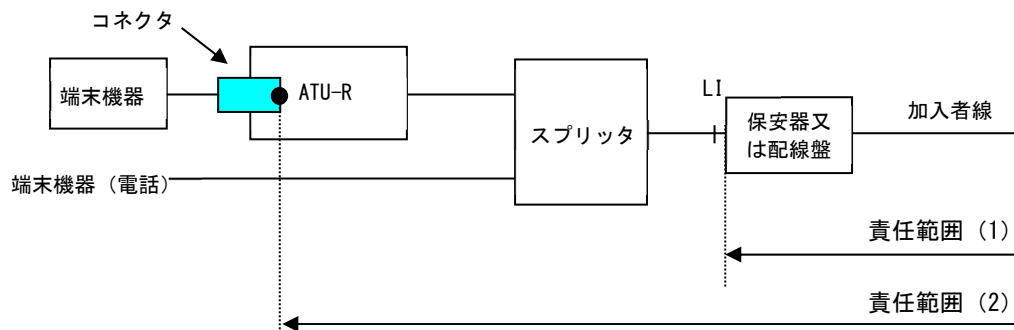 コネクタ
端末機器
ATU-R
スプリッタ
LI
保安器又
は配線盤
加入者線
端末機器（電話）
責任範囲（1）
責任範囲（2）